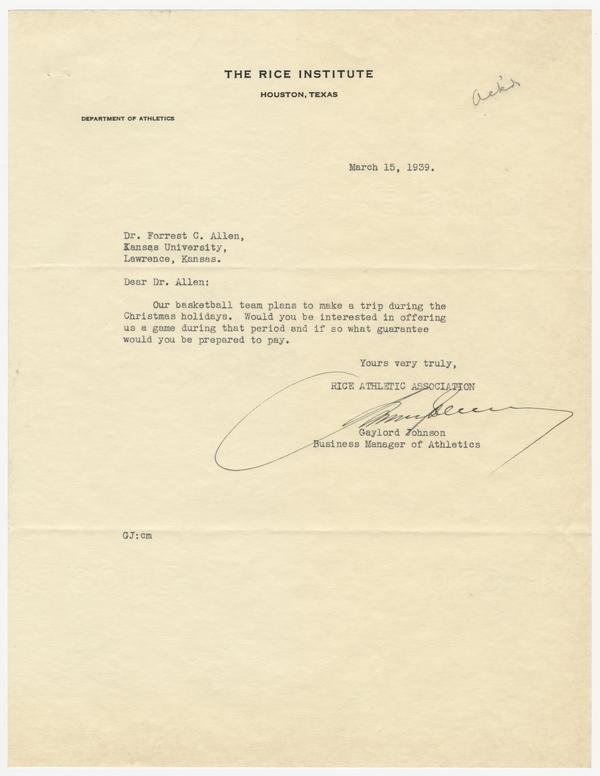 THE RICE INSTITUTE
HOUSTON, TEXAS
ack'd
DEPARTMENT OF ATHLETICS
March 15, 1939.
Dr. Forrest C. Allen,
Kansas University,
Lawrence, Kansas.
Dear Dr. Allen:
Our basketball team plans to make a trip during the
Christmas holidays. Would you be interested in offering
us a game during that period and if so what guarantee
would you be prepared to pay.
Yours very truly,
RICE ATHLETIC ASSOCIATION
Gaylord Johnson
Business Manager of Athletics
GJ:cm